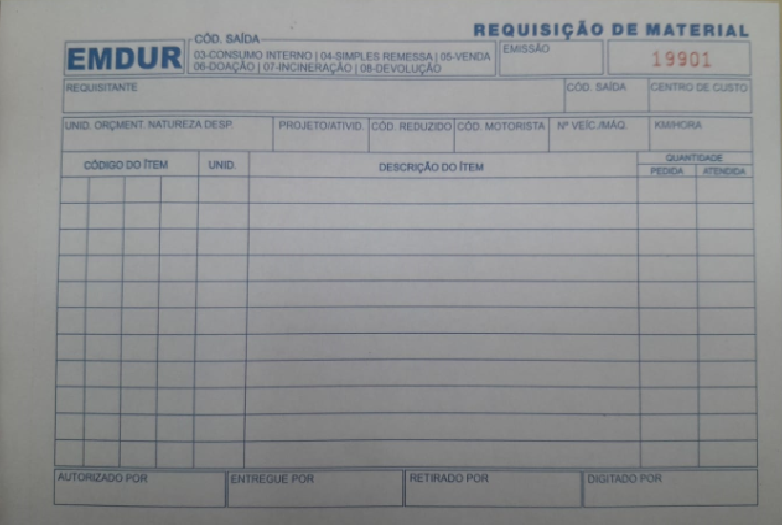 REQUISIÇÃO DE MATERIAL
EMDUR
CÓD. SAÍDA
03-CONSUMO INTERNO | 04-SIMPLES REMESSA | 05-VENDA
06-DOAÇÃO | 07-INCINERAÇÃO | 08-DEVOLUÇÃO
EMISSÃO
19901
REQUISITANTE CÓD. SAÍDA CENTRO DE CUSTO
UNID. ORÇMENT. NATUREZA DESP. PROJETO/ATIVID. CÓD. REDUZIDO CÓD. MOTORISTA Nº VEÍC./MÁQ. KM/HORA
CÓDIGO DO ÍTEM UNID. DESCRIÇÃO DO ÍTEM QUANTIDADE
PEDIDA ATENDIDA
AUTORIZADO POR ENTREGUE POR RETIRADO POR DIGITADO POR